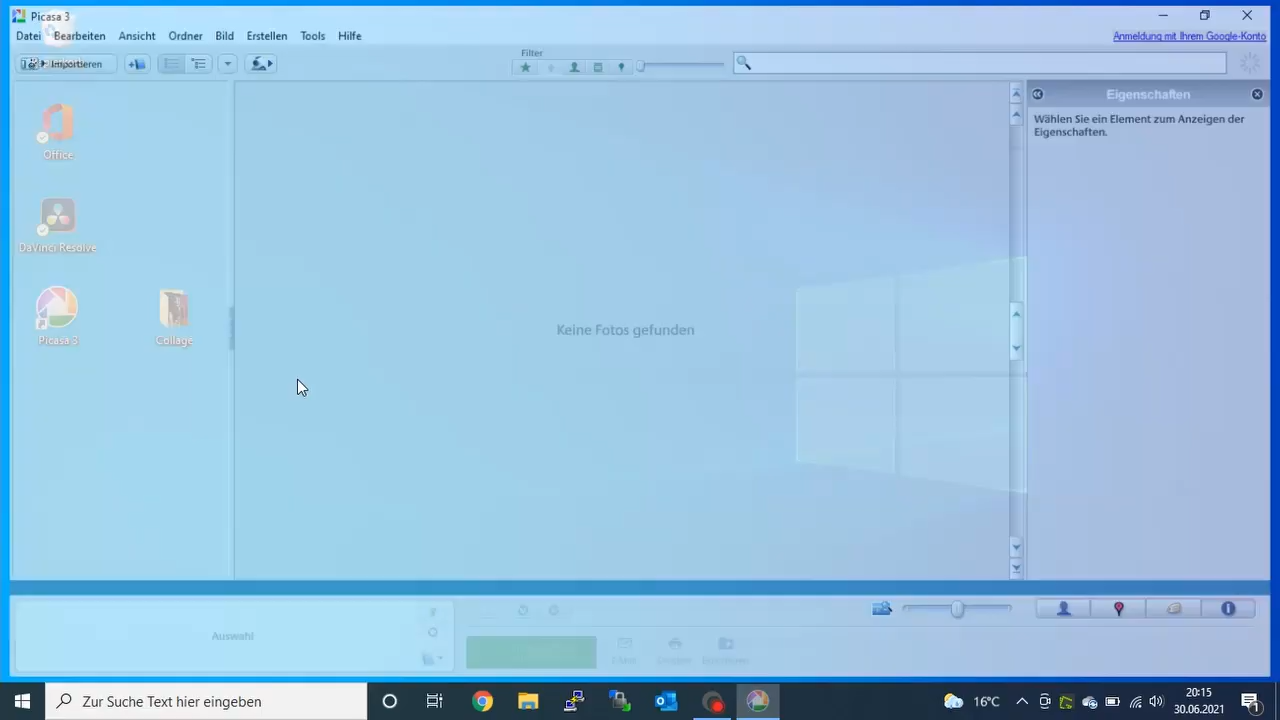 Picasa 3
Datei Bearbeiten Ansicht Ordner Bild Erstellen Tools Hilfe
Anmeldung mit Ihrem Google-Konto
Importieren
Filter
Eigenschaften
Wählen Sie ein Element zum Anzeigen der
Eigenschaften.
Office
DaVinci Resolve
Picasa 3
Collage
Keine Fotos gefunden
Auswahl
Zur Suche Text hier eingeben
16°C
20:15
30.06.2021
1